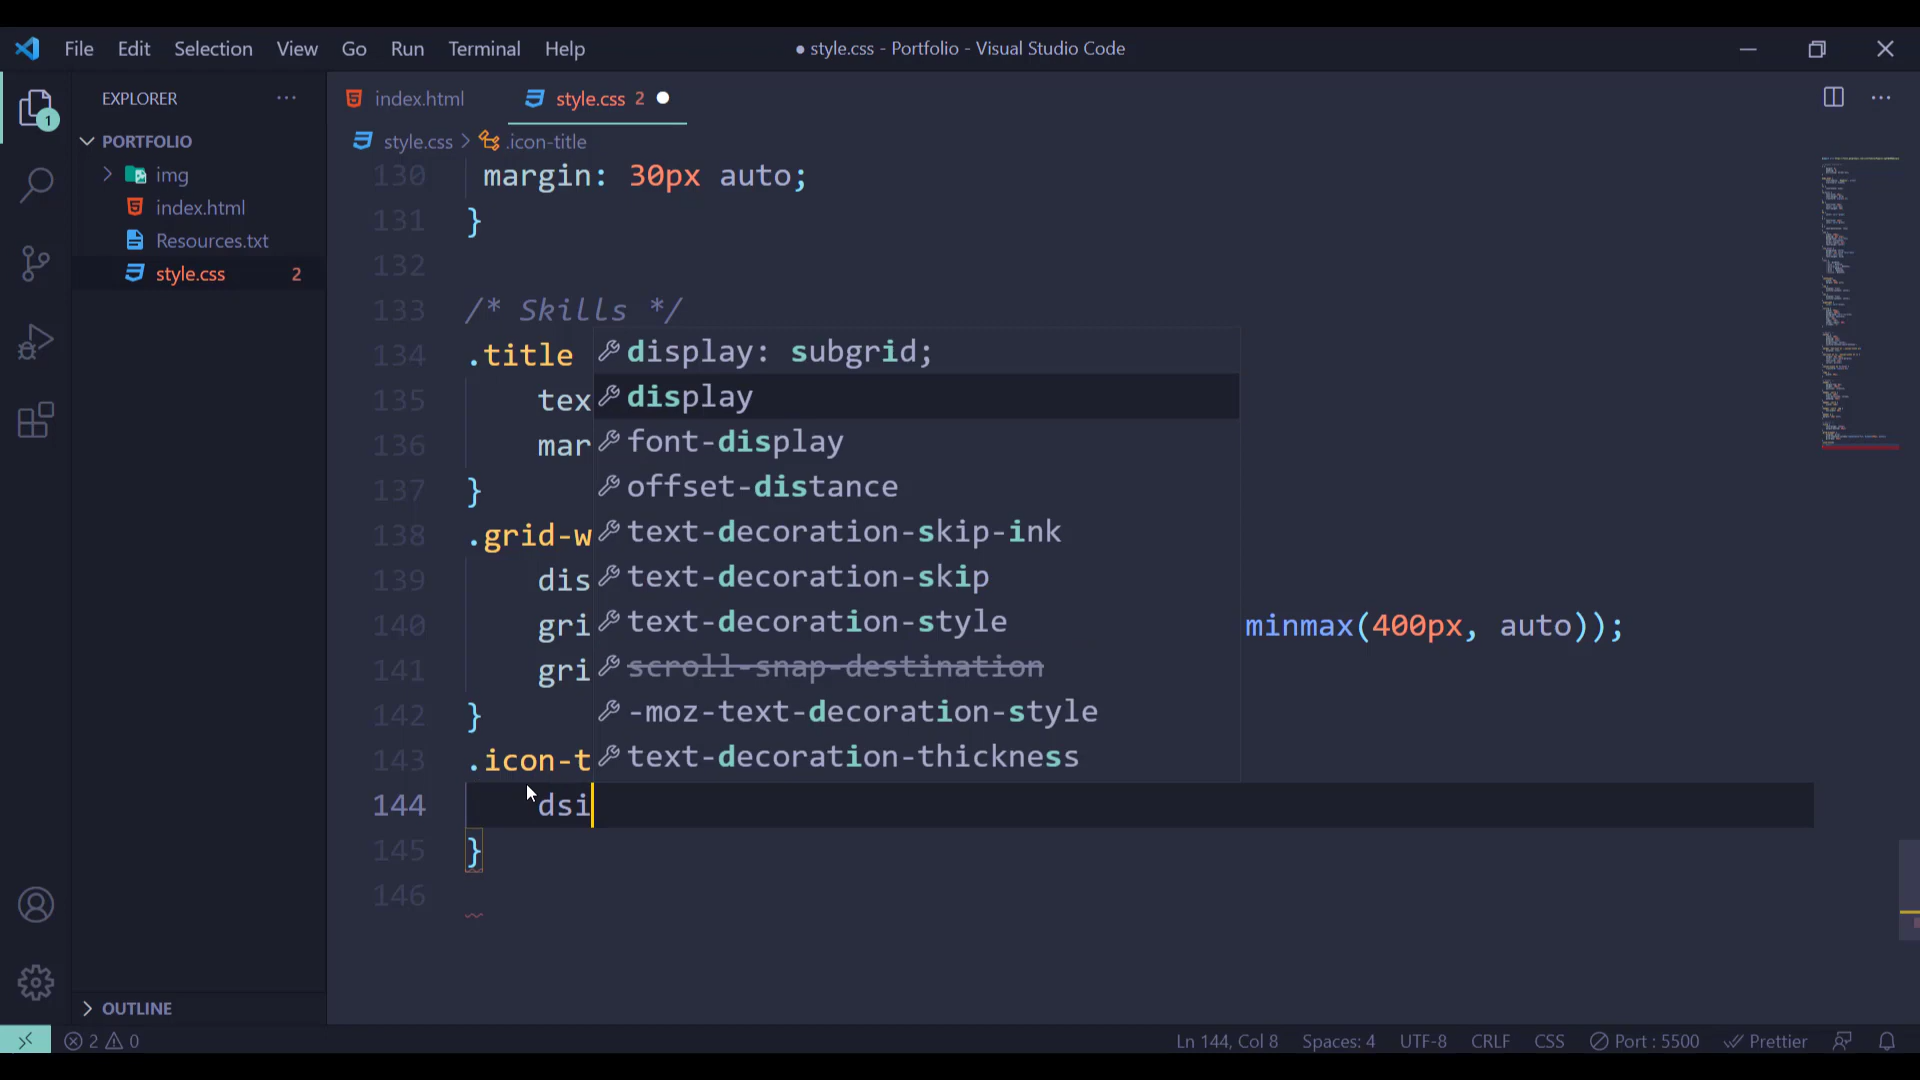 File Edit Selection View Go Run Terminal Help
● style.css - Portfolio - Visual Studio Code
EXPLORER
PORTFOLIO
img
index.html
Resources.txt
style.css 2
OUTLINE
1
index.html
style.css 2
style.css > .icon-title
130 margin: 30px auto;
131 }
132
133 /* Skills */
134 .title
135 tex
136 mar
137 }
138 .grid-w
139 dis
140 gri minmax(400px, auto));
141 gri
142 }
143 .icon-t
144 dsi
145 }
146
display: subgrid;
display
font-display
offset-distance
text-decoration-skip-ink
text-decoration-skip
text-decoration-style
scroll-snap-destination
-moz-text-decoration-style
text-decoration-thickness
2 0
Ln 144, Col 8 Spaces: 4 UTF-8 CRLF CSS Port : 5500 Prettier